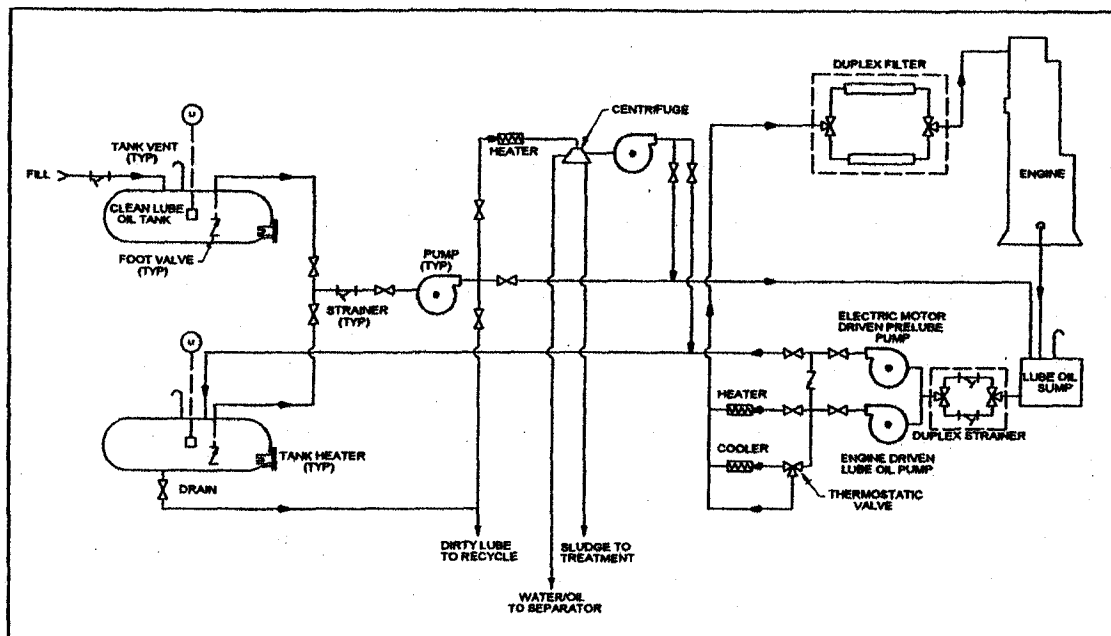 DUPLEX FILTER
CENTRIFUGE
M
TANK VENT
(TYP)
HEATER
FILL
CLEAN LUBE
OIL TANK
ENGINE
FOOT VALVE
(TYP)
PUMP
(TYP)
STRAINER
(TYP)
ELECTRIC MOTOR
DRIVEN PRELUBE
PUMP
M
LUBE OIL
SUMP
HEATER
DUPLEX STRAINER
COOLER
TANK HEATER
(TYP)
ENGINE DRIVEN
LUBE OIL PUMP
DRAIN
THERMOSTATIC
VALVE
DIRTY LUBE
TO RECYCLE
SLUDGE TO
TREATMENT
WATER/OIL
TO SEPARATOR